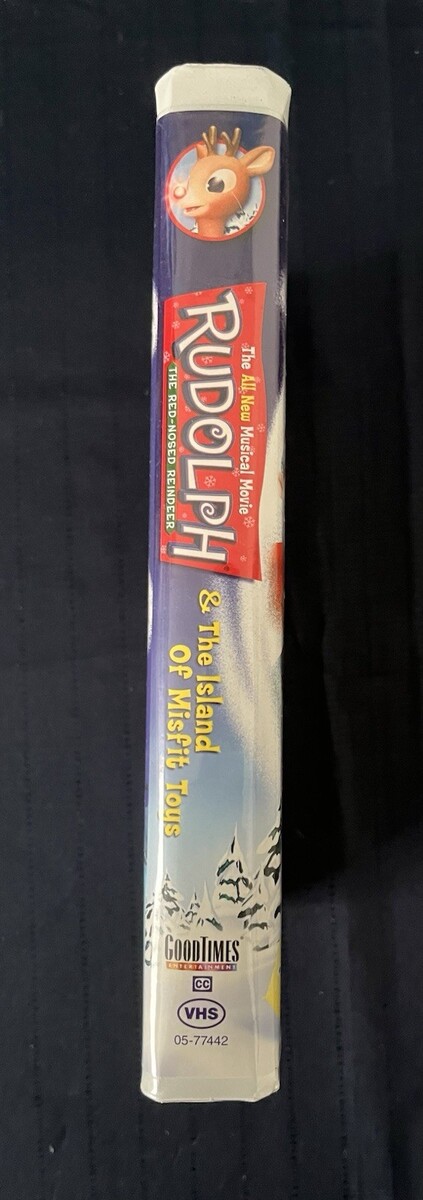 The All New Musical Movie
RUDOLPH
THE RED-NOSED REINDEER
& The Island
Of Misfit Toys
GOODTIMES
ENTERTAINMENT
CC
VHS
05-77442